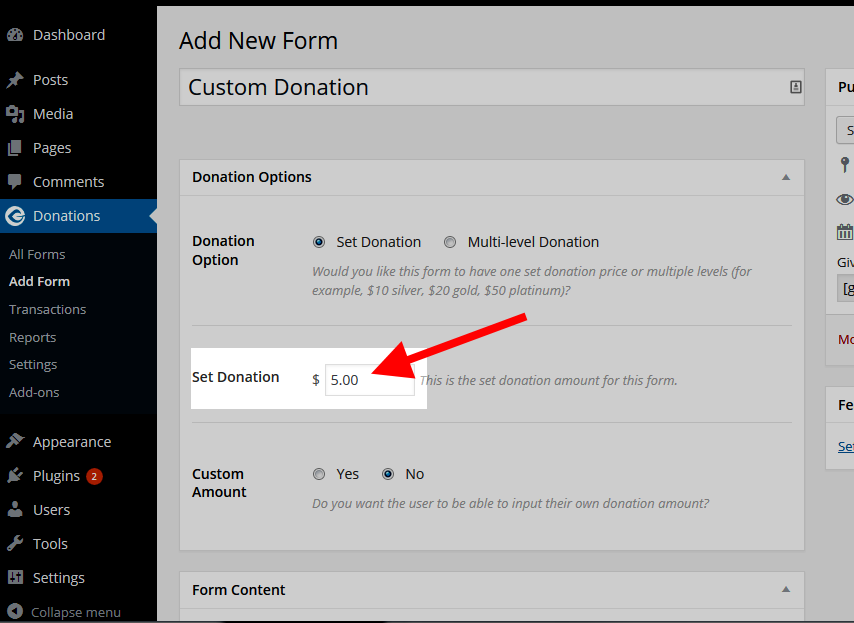 Dashboard
Posts
Media
Pages
Comments
Donations
All Forms
Add Form
Transactions
Reports
Settings
Add-ons
Appearance
Plugins 2
Users
Tools
Settings
Collapse menu
Add New Form
Custom Donation
Donation Options
Donation
Option
Set Donation Multi-level Donation
Would you like this form to have one set donation price or multiple levels (for
example, $10 silver, $20 gold, $50 platinum)?
Set Donation $ 5.00 This is the set donation amount for this form.
Custom
Amount
Yes No
Do you want the user to be able to input their own donation amount?
Form Content
Pu
S
Giv
[g
Mo
Fe
Set